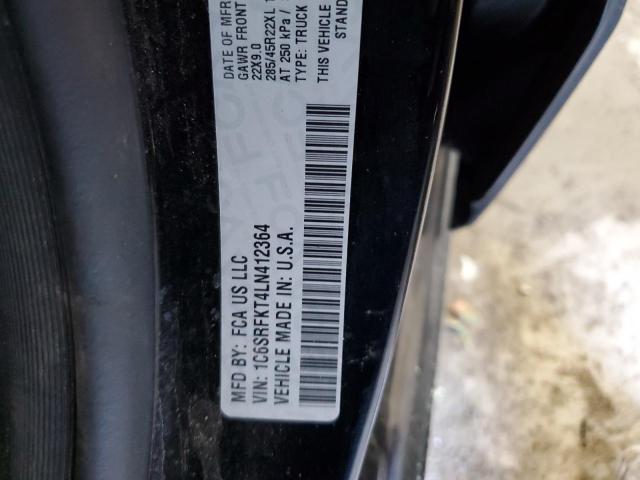 MFD BY: FCA US LLC
VIN: 1C6SRFKT4LN412364
VEHICLE MADE IN: U.S.A.
DATE OF MFR
GAWR FRONT
22X9.0
285/45R22XL
AT 250 kPa /
TYPE: TRUCK
THIS VEHICLE
STAND